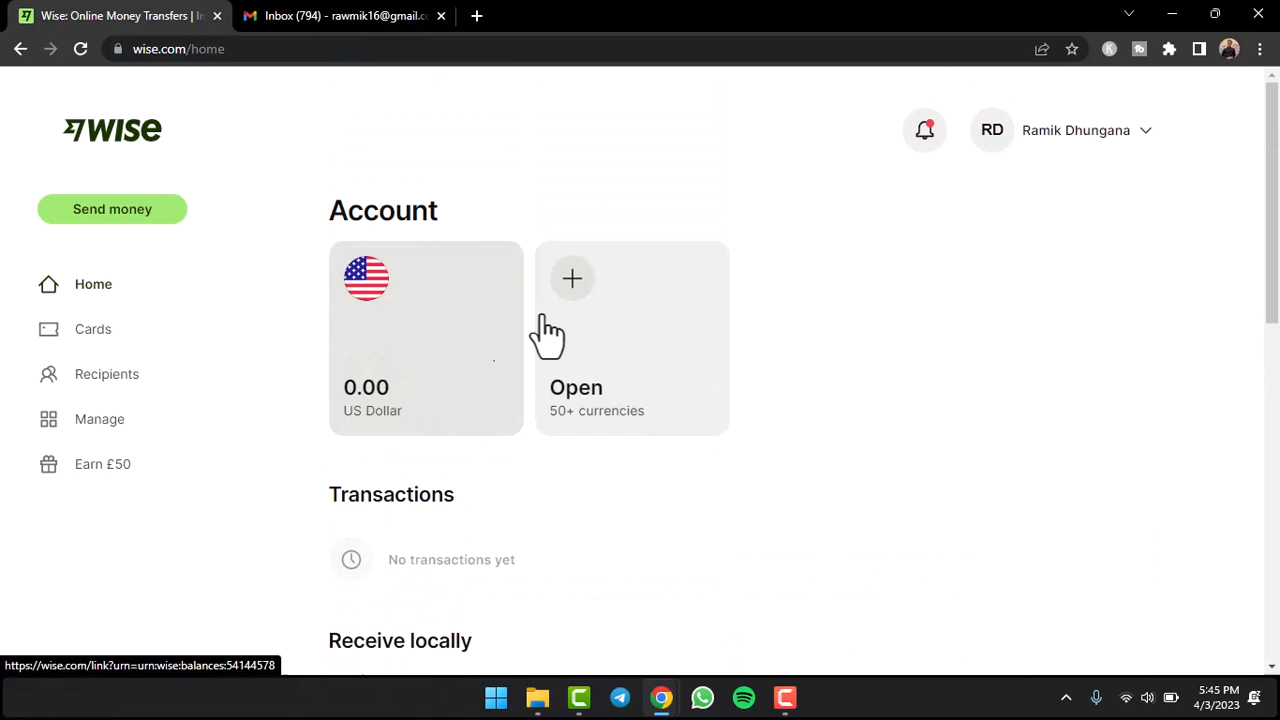 Wise: Online Money Transfers | In
Inbox (794) - rawmik16@gmail.co
wise.com/home
WISE
RD
Ramik Dhungana
Send money
Home
Cards
Recipients
Manage
Earn £50
Account
0.00
US Dollar
Open
50+ currencies
Transactions
No transactions yet
Receive locally
https://wise.com/link?urn=urn:wise:balances:54144578
5:45 PM
4/3/2023